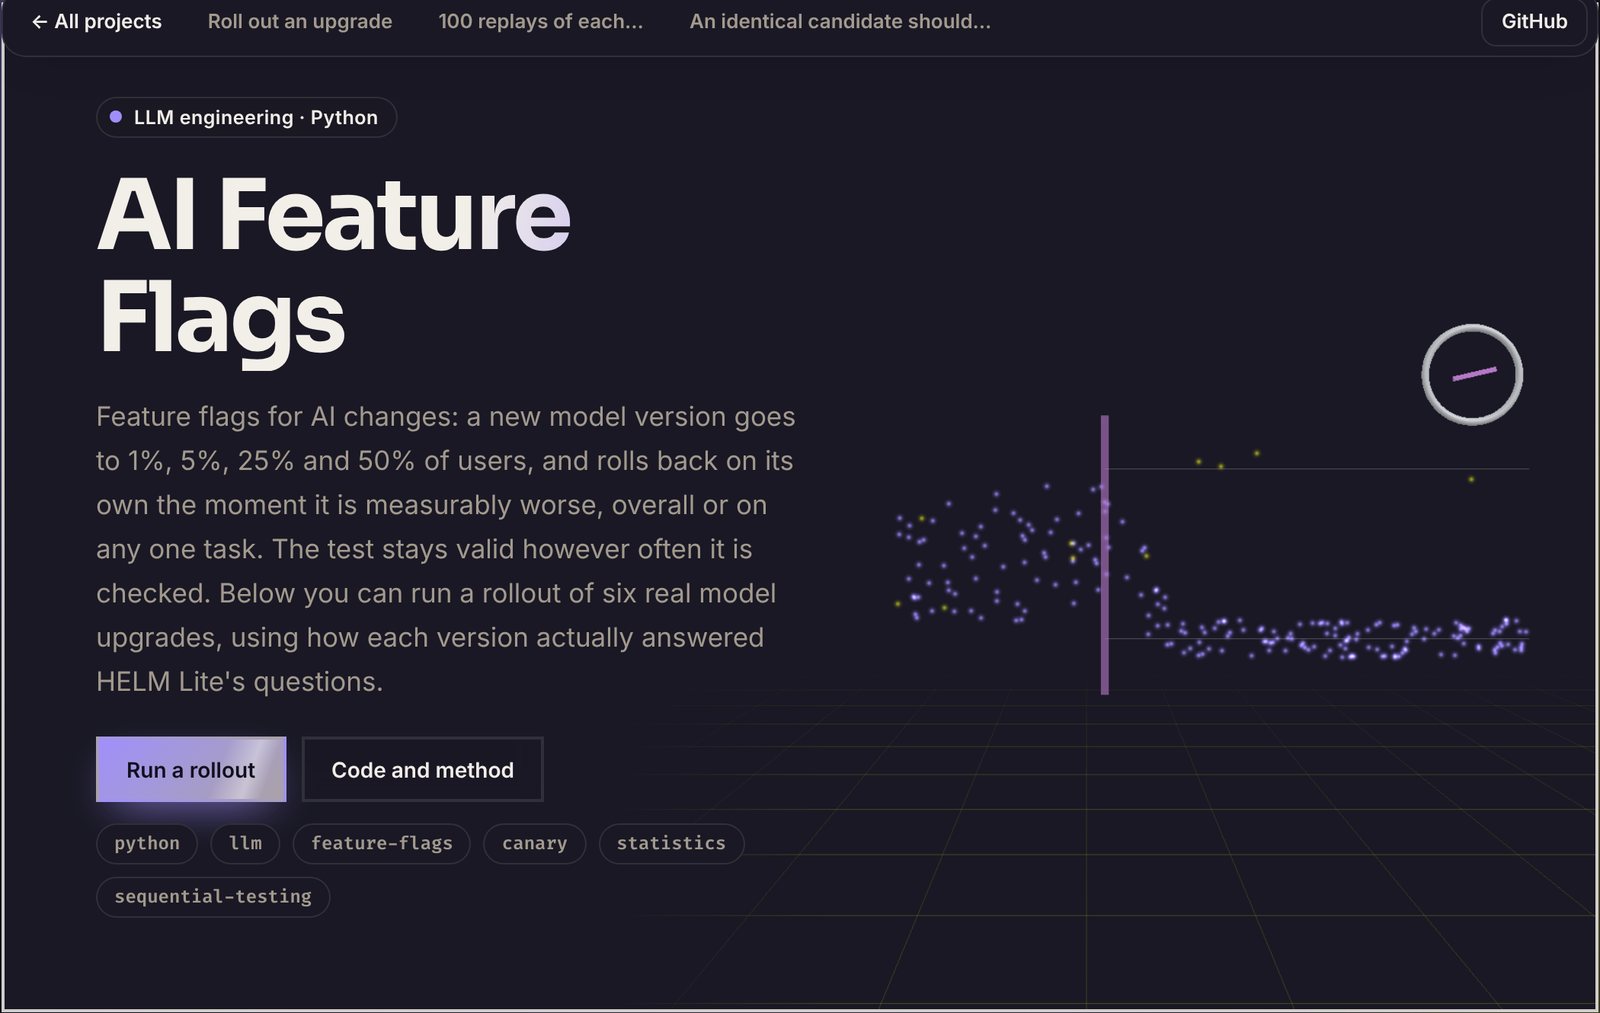 ← All projects
Roll out an upgrade
100 replays of each...
An identical candidate should...
GitHub
LLM engineering · Python
AI Feature
Flags
Feature flags for AI changes: a new model version goes
to 1%, 5%, 25% and 50% of users, and rolls back on its
own the moment it is measurably worse, overall or on
any one task. The test stays valid however often it is
checked. Below you can run a rollout of six real model
upgrades, using how each version actually answered
HELM Lite's questions.
Run a rollout
Code and method
python
llm
feature-flags
canary
statistics
sequential-testing